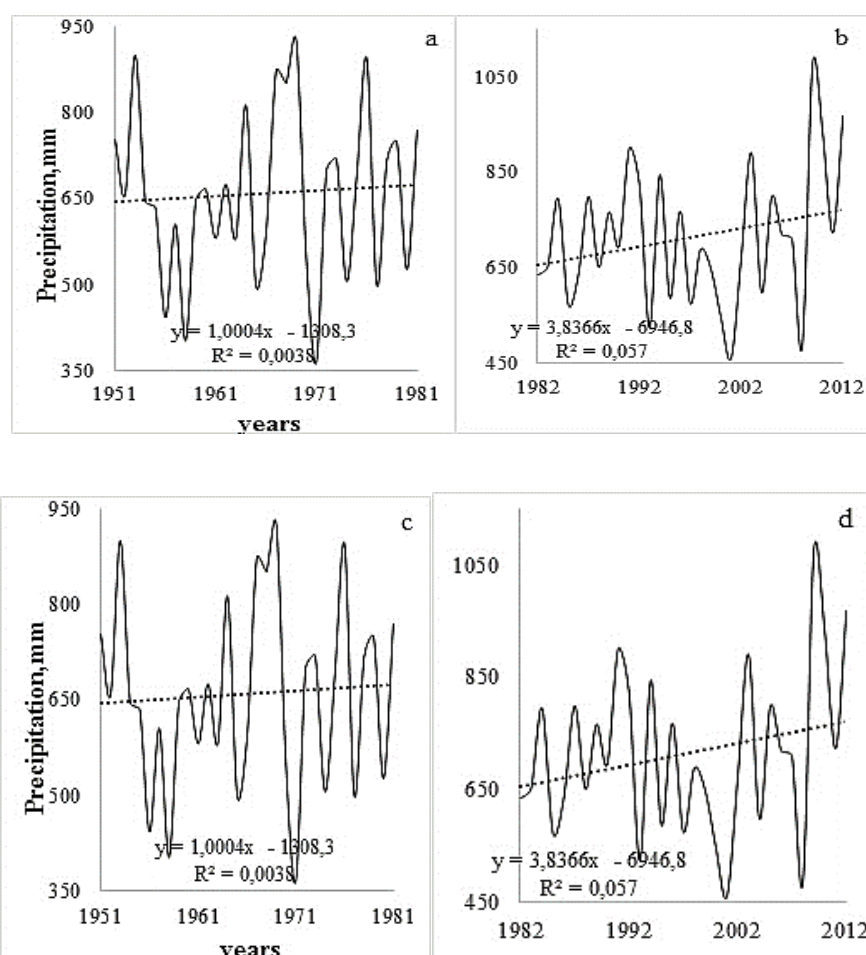 a
950
800
650
500
350
Precipitation,mm
y = 1,0004x - 1308,3
R² = 0,0038
1951 1961 1971 1981
years
b
1050
850
650
450
y = 3,8366x - 6946,8
R² = 0,057
1982 1992 2002 2012
c
950
800
650
500
350
Precipitation,mm
y = 1,0004x - 1308,3
R² = 0,0038
1951 1961 1971 1981
years
d
1050
850
650
450
y = 3,8366x - 6946,8
R² = 0,057
1982 1992 2002 2012